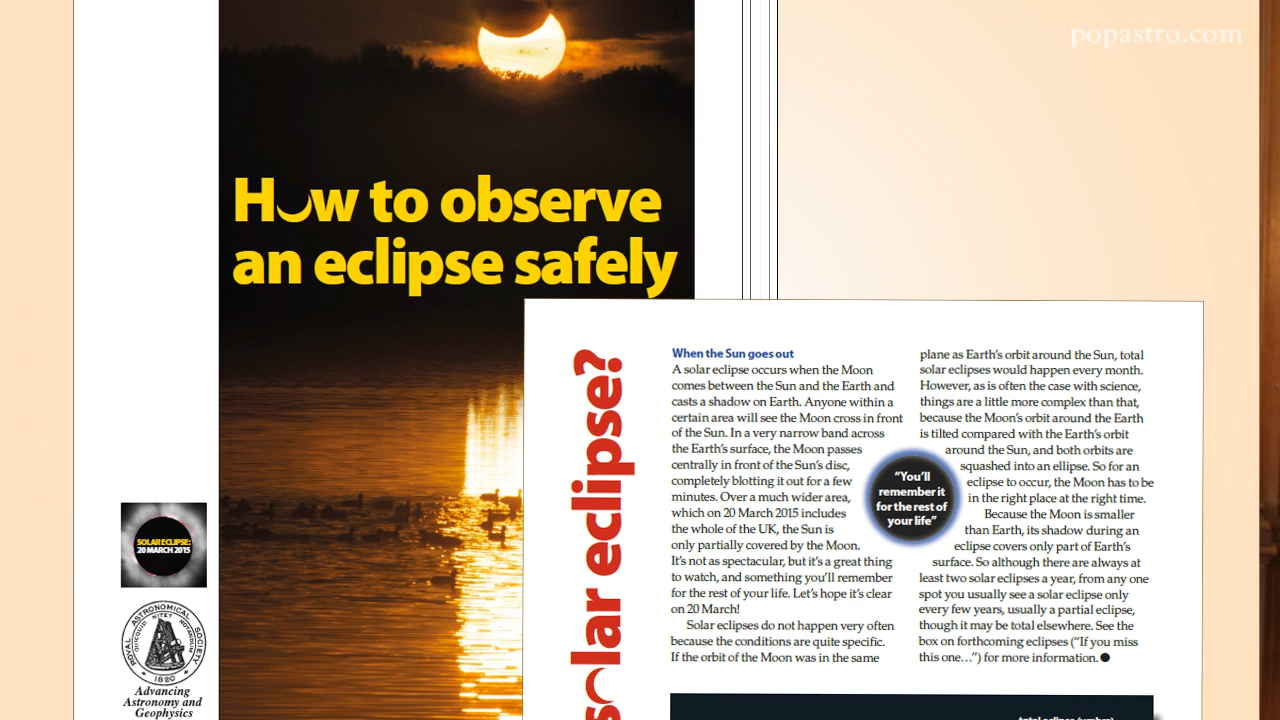 popastro.com
How to observe
an eclipse safely
SOLAR ECLIPSE:
20 MARCH 2015
ROYAL ASTRONOMICAL SOCIETY
QUICQUID NITET NOTANDUM
1820
Advancing
Astronomy and
Geophysics
solar eclipse?
When the Sun goes out
A solar eclipse occurs when the Moon
comes between the Sun and the Earth and
casts a shadow on Earth. Anyone within a
certain area will see the Moon cross in front
of the Sun. In a very narrow band across
the Earth's surface, the Moon passes
centrally in front of the Sun's disc,
completely blotting it out for a few
minutes. Over a much wider area,
which on 20 March 2015 includes
the whole of the UK, the Sun is
only partially covered by the Moon.
It's not as spectacular, but it's a great thing
to watch, and something you'll remember
for the rest of your life. Let's hope it's clear
on 20 March!
Solar eclipses do not happen very often
because the conditions are quite specific.
If the orbit of the Moon was in the same
"You'll
remember it
for the rest of
your life"
plane as Earth's orbit around the Sun, total
solar eclipses would happen every month.
However, as is often the case with science,
things are a little more complex than that,
because the Moon's orbit around the Earth
is tilted compared with the Earth's orbit
around the Sun, and both orbits are
squashed into an ellipse. So for an
eclipse to occur, the Moon has to be
in the right place at the right time.
Because the Moon is smaller
than Earth, its shadow during an
eclipse covers only part of Earth's
surface. So although there are always at
least two solar eclipses a year, from any one
spot you usually see a solar eclipse only
every few years, usually a partial eclipse,
though it may be total elsewhere. See the
box on forthcoming eclipses ("If you miss
this one…") for more information.●
total eclipse (umbra)